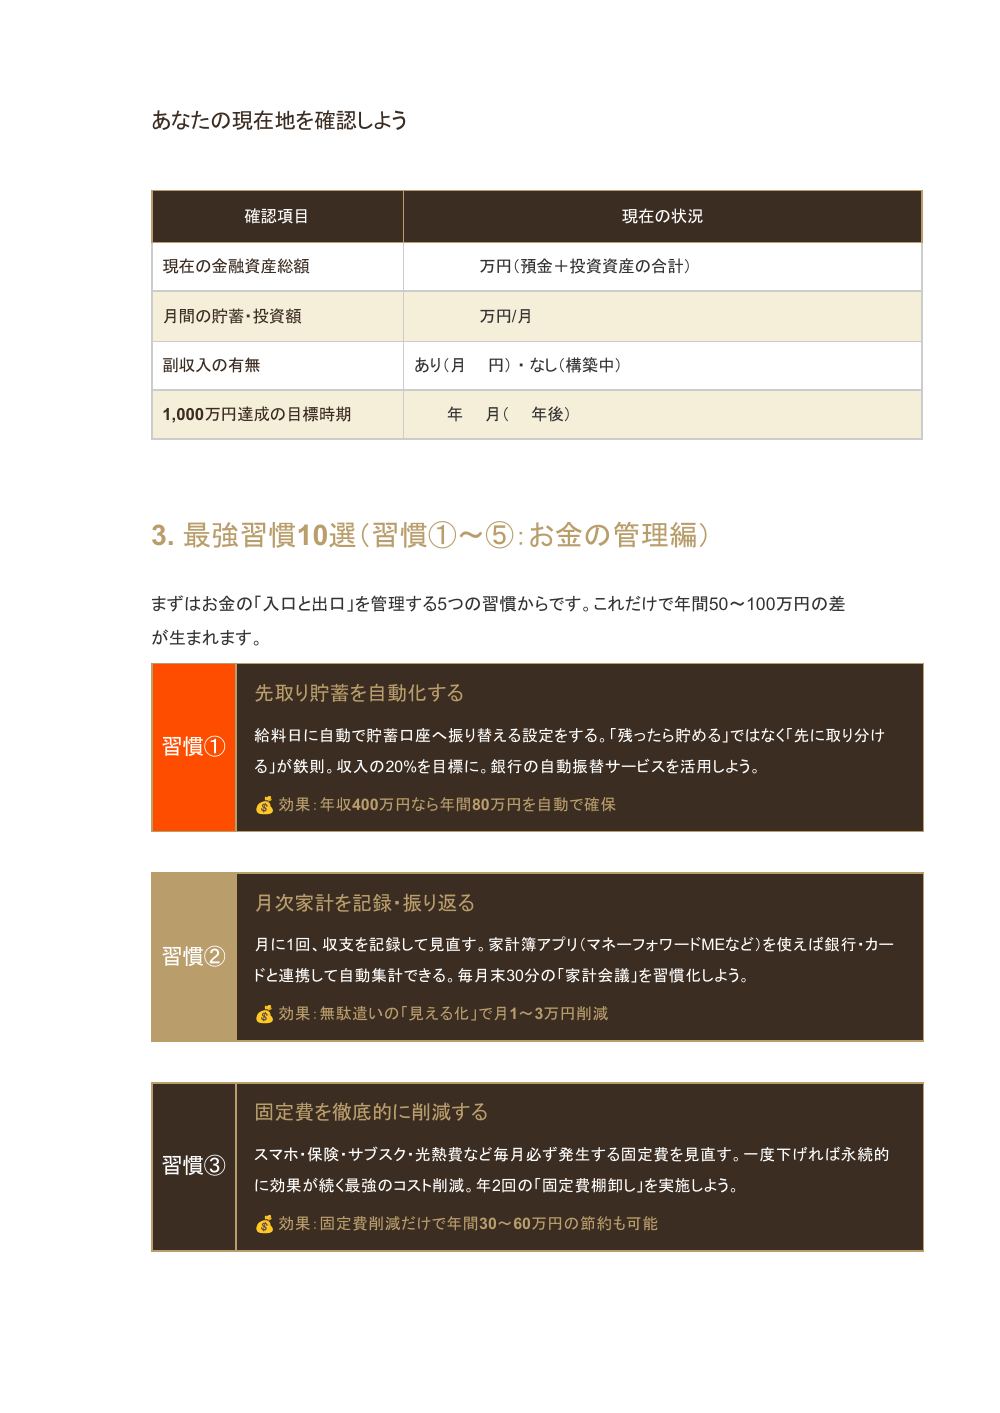 あなたの現在地を確認しよう
確認項目 現在の状況
現在の金融資産総額 万円（預金＋投資資産の合計）
月間の貯蓄・投資額 万円/月
副収入の有無 あり（月 円）・なし（構築中）
1,000万円達成の目標時期 年 月（ 年後）
3. 最強習慣10選（習慣①〜⑤：お金の管理編）
まずはお金の「入口と出口」を管理する5つの習慣からです。これだけで年間50〜100万円の差
が生まれます。
習慣①
先取り貯蓄を自動化する
給料日に自動で貯蓄口座へ振り替える設定をする。「残ったら貯める」ではなく「先に取り分け
る」が鉄則。収入の20%を目標に。銀行の自動振替サービスを活用しよう。
💰 効果：年収400万円なら年間80万円を自動で確保
習慣②
月次家計を記録・振り返る
月に1回、収支を記録して見直す。家計簿アプリ（マネーフォワードMEなど）を使えば銀行・カー
ドと連携して自動集計できる。毎月末30分の「家計会議」を習慣化しよう。
💰 効果：無駄遣いの「見える化」で月1〜3万円削減
習慣③
固定費を徹底的に削減する
スマホ・保険・サブスク・光熱費など毎月必ず発生する固定費を見直す。一度下げれば永続的
に効果が続く最強のコスト削減。年2回の「固定費棚卸し」を実施しよう。
💰 効果：固定費削減だけで年間30〜60万円の節約も可能